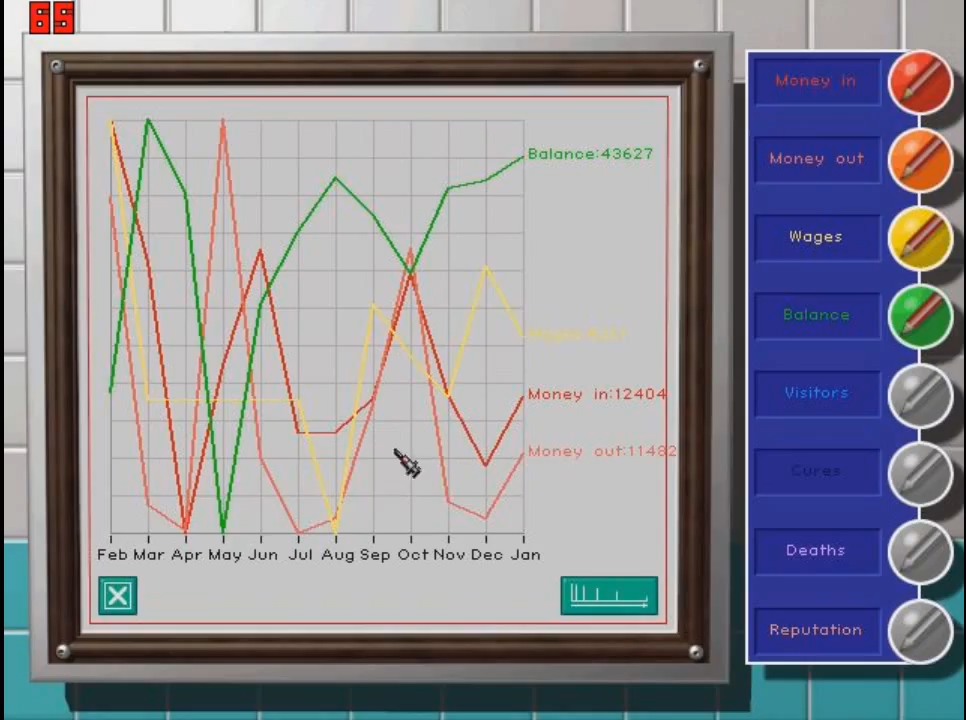 65
Money in
Money out
Wages
Balance
Visitors
Cures
Deaths
Reputation
Balance:43627
Money in:12404
Money out:11482
Feb Mar Apr May Jun Jul Aug Sep Oct Nov Dec Jan